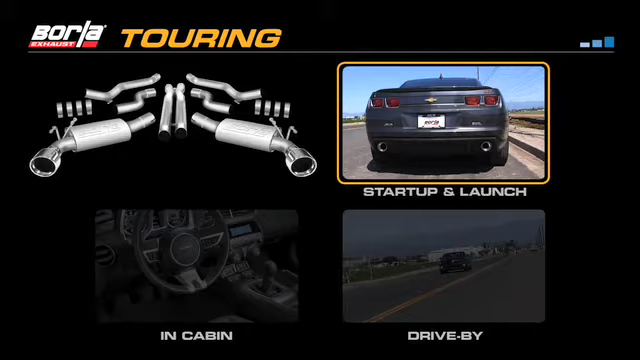 BORLA
EXHAUST
TOURING
STARTUP & LAUNCH
IN CABIN
DRIVE-BY